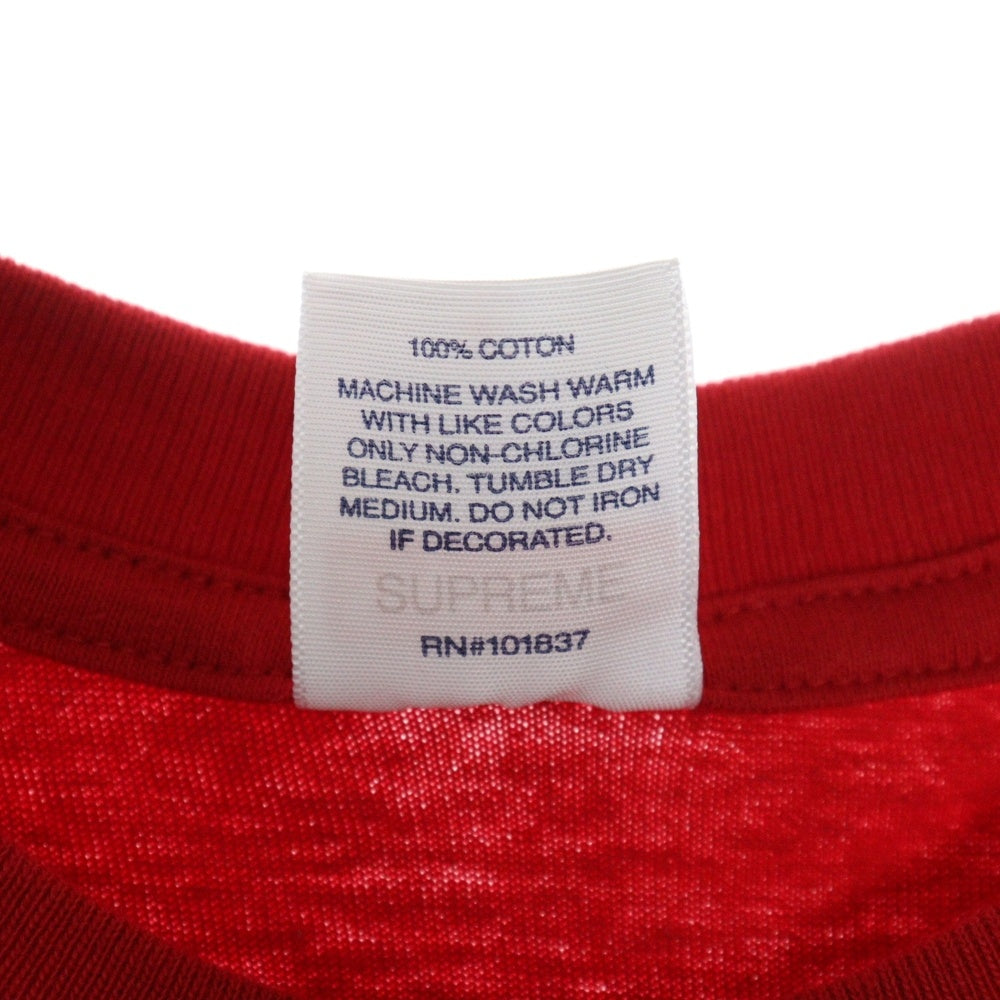 100% COTON
MACHINE WASH WARM
WITH LIKE COLORS
ONLY NON-CHLORINE
BLEACH. TUMBLE DRY
MEDIUM. DO NOT IRON
IF DECORATED.
SUPREME
RN#101837